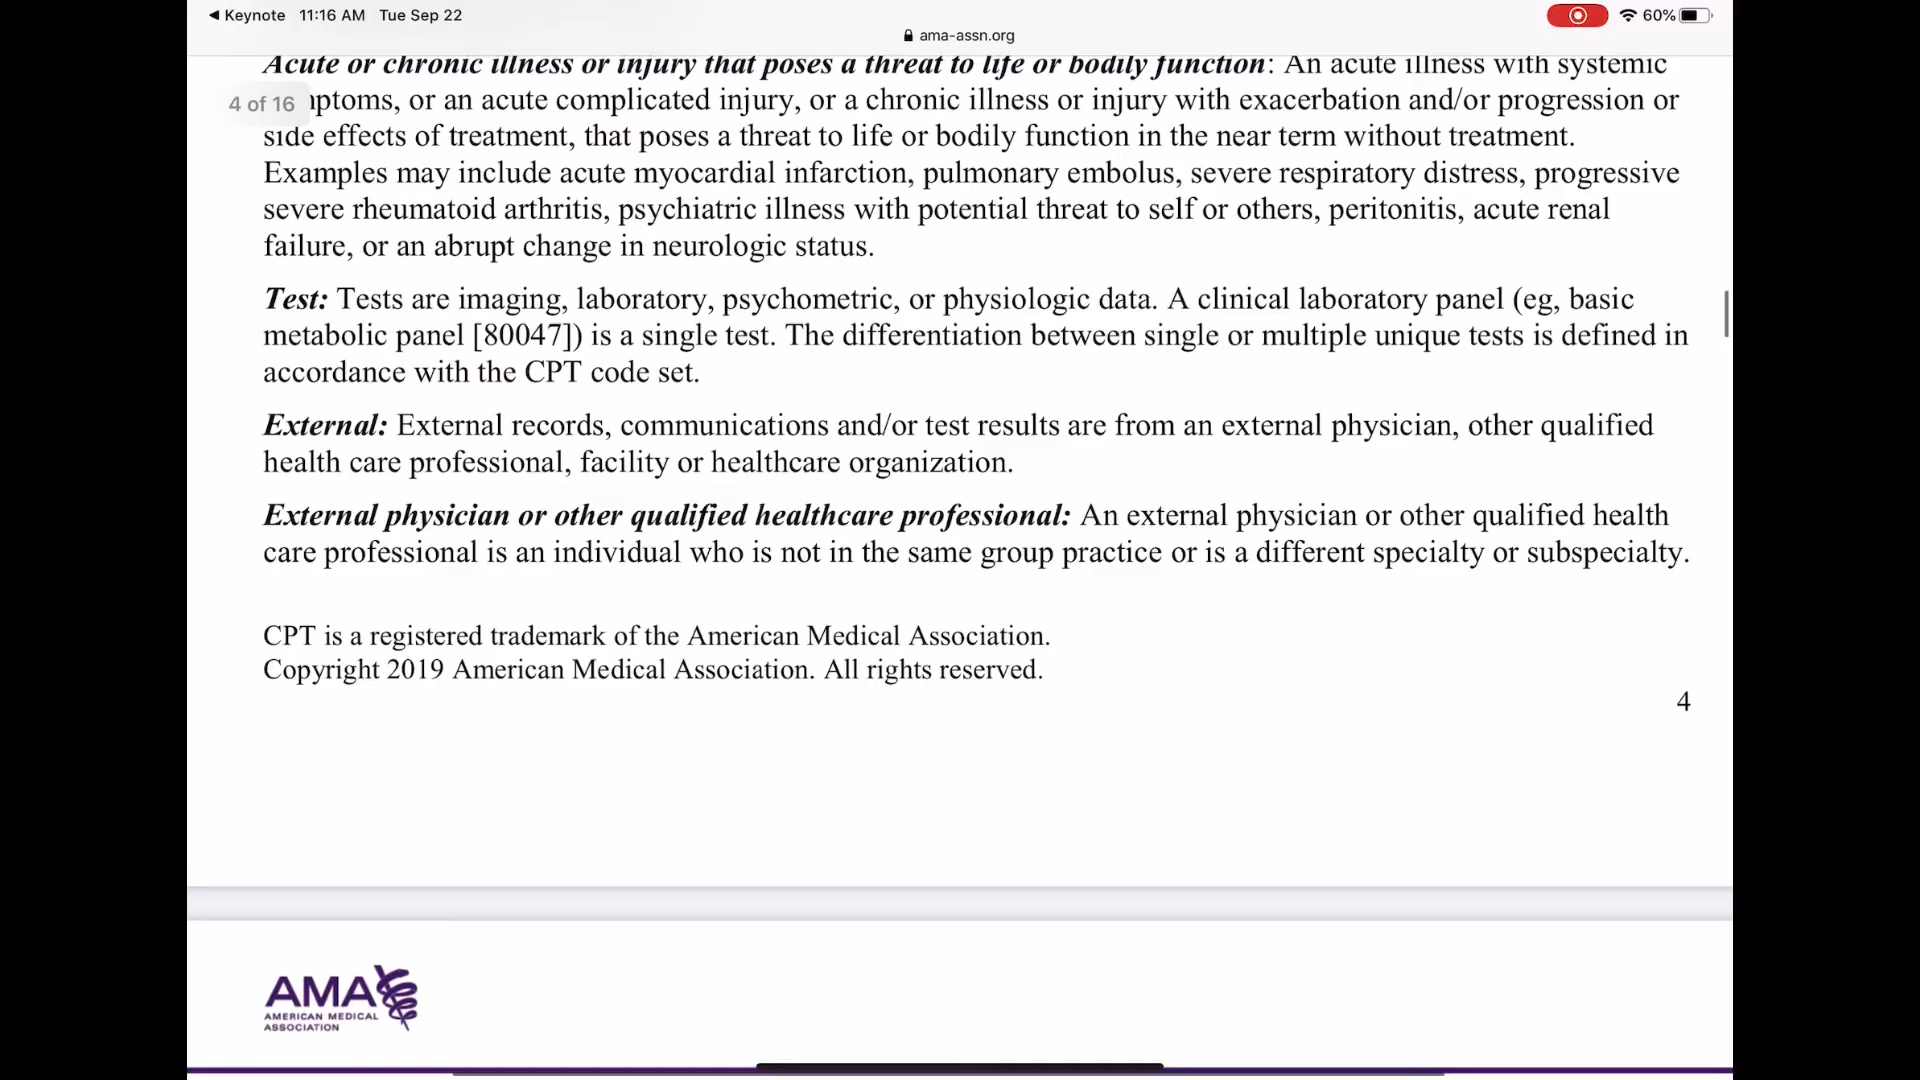 ◀ Keynote 11:16 AM Tue Sep 22
60%
ama-assn.org
Acute or chronic illness or injury that poses a threat to life or bodily function: An acute illness with systemic
4 of 16
mptoms, or an acute complicated injury, or a chronic illness or injury with exacerbation and/or progression or
side effects of treatment, that poses a threat to life or bodily function in the near term without treatment.
Examples may include acute myocardial infarction, pulmonary embolus, severe respiratory distress, progressive
severe rheumatoid arthritis, psychiatric illness with potential threat to self or others, peritonitis, acute renal
failure, or an abrupt change in neurologic status.
Test: Tests are imaging, laboratory, psychometric, or physiologic data. A clinical laboratory panel (eg, basic
metabolic panel [80047]) is a single test. The differentiation between single or multiple unique tests is defined in
accordance with the CPT code set.
External: External records, communications and/or test results are from an external physician, other qualified
health care professional, facility or healthcare organization.
External physician or other qualified healthcare professional: An external physician or other qualified health
care professional is an individual who is not in the same group practice or is a different specialty or subspecialty.
CPT is a registered trademark of the American Medical Association.
Copyright 2019 American Medical Association. All rights reserved.
4
AMA
AMERICAN MEDICAL
ASSOCIATION